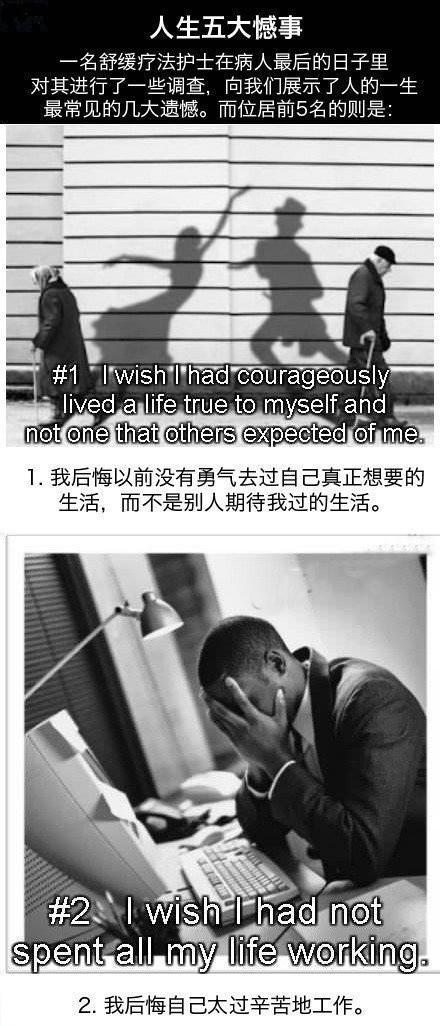 人生五大憾事
一名舒缓疗法护士在病人最后的日子里
对其进行了一些调查，向我们展示了人的一生
最常见的几大遗憾。而位居前5名的则是：
#1 I wish I had courageously
lived a life true to myself and
not one that others expected of me.
1. 我后悔以前没有勇气去过自己真正想要的
生活，而不是别人期待我过的生活。
#2 I wish I had not
spent all my life working.
2. 我后悔自己太过辛苦地工作。